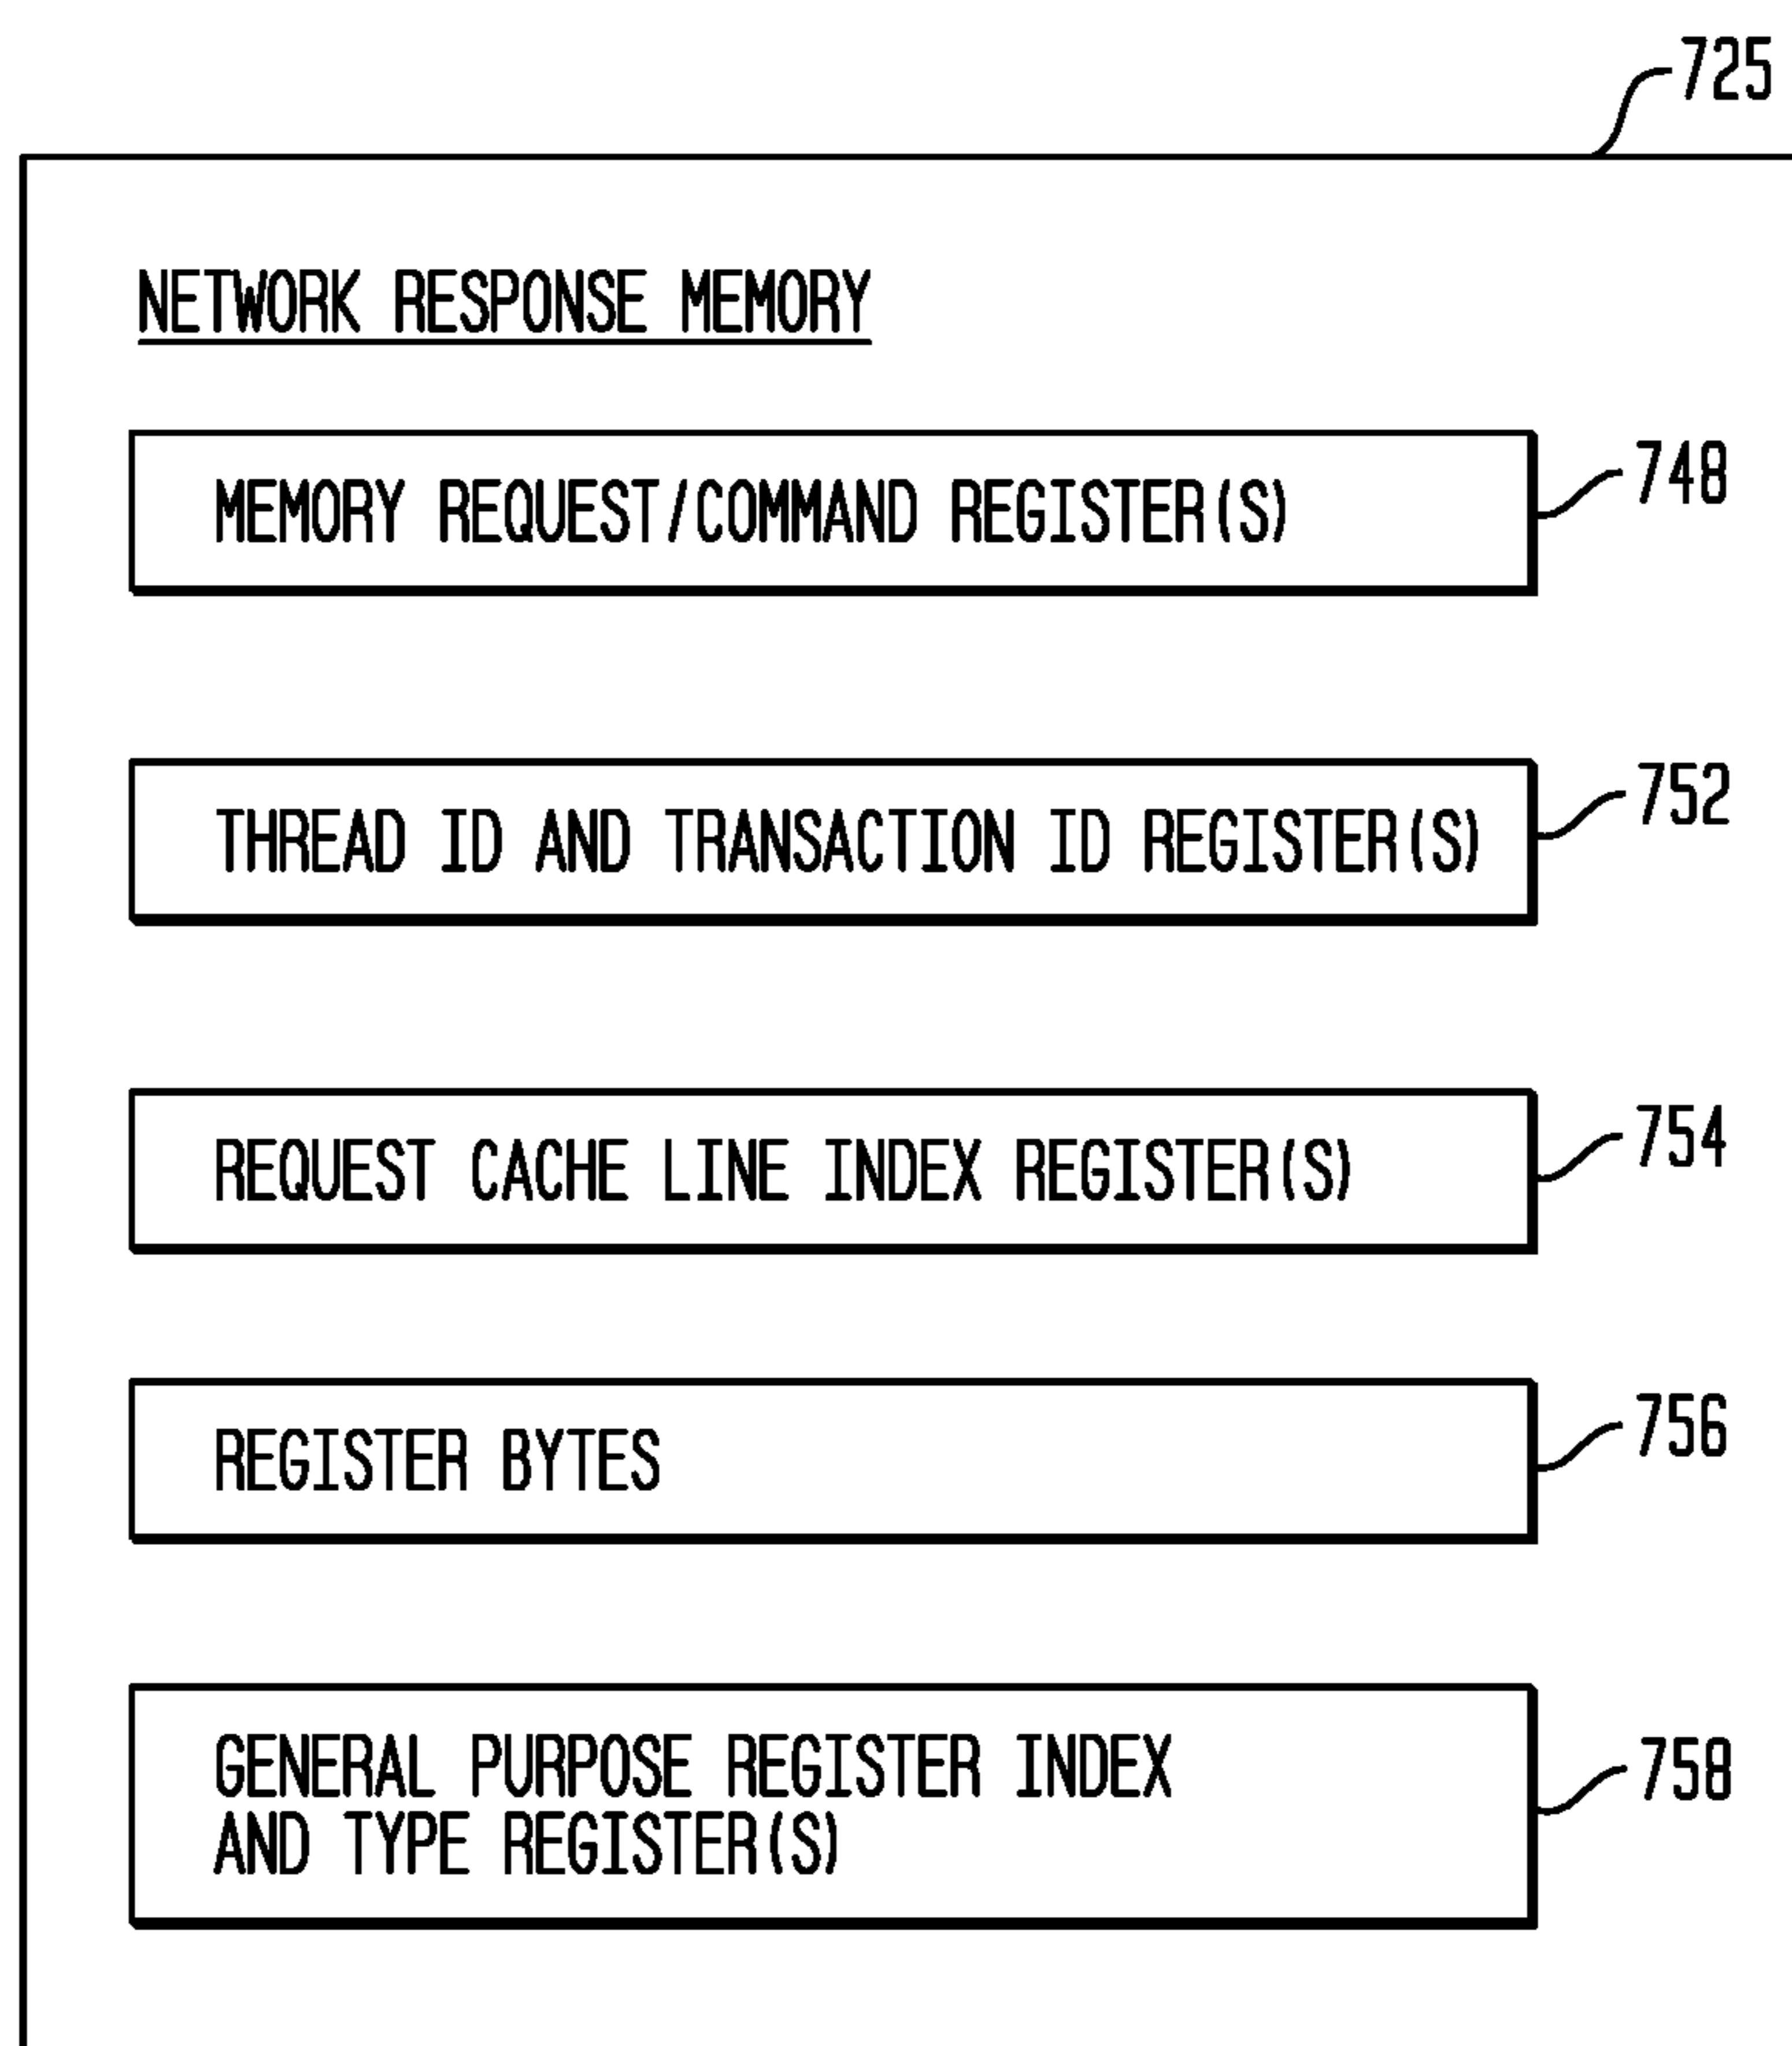 725
NETWORK RESPONSE MEMORY
MEMORY REQUEST/COMMAND REGISTER(S)
748
THREAD ID AND TRANSACTION ID REGISTER(S)
752
REQUEST CACHE LINE INDEX REGISTER(S)
754
REGISTER BYTES
756
GENERAL PURPOSE REGISTER INDEX
AND TYPE REGISTER(S)
758